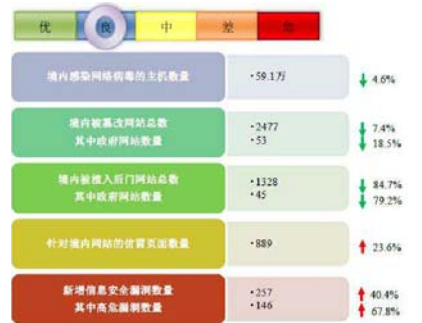 优 良 中 差 危
境内感染网络病毒的主机数量 •59.1万 4.6%
境内被篡改网站总数 •2477 7.4%
其中政府网站数量 •53 18.5%
境内被植入后门网站总数 •1328 84.7%
其中政府网站数量 •45 79.2%
针对境内网站的仿冒页面数量 •889 23.6%
新增信息安全漏洞数量 •257 40.4%
其中高危漏洞数量 •146 67.8%